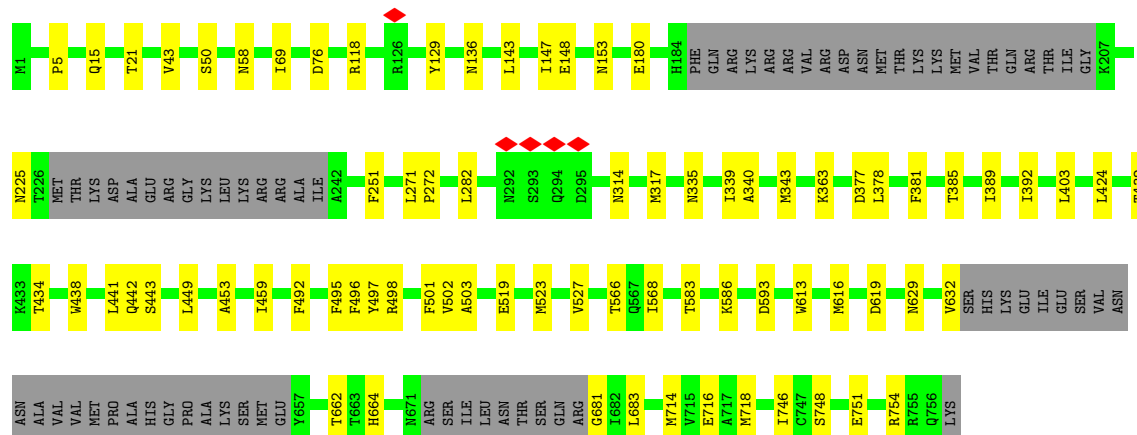 M1 P5 Q15 T21 V43 S50 N58 I69 D76 R118 R126 Y129 N136 L143 I147 E148 N153 E180 H184 PHE GLN ARG LYS ARG ARG VAL ARG ASP ASN MET THR LYS LYS MET VAL THR GLN ARG THR ILE GLY K207
N225 T226 MET THR LYS ASP ALA GLU ARG GLY LYS LEU LYS ARG ARG ALA ILE A242 F251 L271 P272 L282 N292 S293 Q294 D295 N314 M317 N335 I339 A340 M343 K363 D377 L378 F381 T385 I389 I392 L403 L424
K433 T434 W438 L441 Q442 S443 L449 A453 I459 F492 F495 F496 Y497 R498 F501 V502 A503 E519 M523 V527 T566 Q567 I568 T583 K586 D593 W613 M616 D619 N629 V632 SER HIS LYS GLU ILE GLU SER VAL ASN
ASN ALA VAL VAL MET PRO ALA HIS GLY PRO ALA LYS SER MET GLU Y657 T662 T663 H664 N671 ARG SER ILE LEU ASN THR SER GLN ARG G681 I682 L683 M714 V715 E716 A717 M718 I746 C747 S748 E751 R754 R755 Q756 LYS